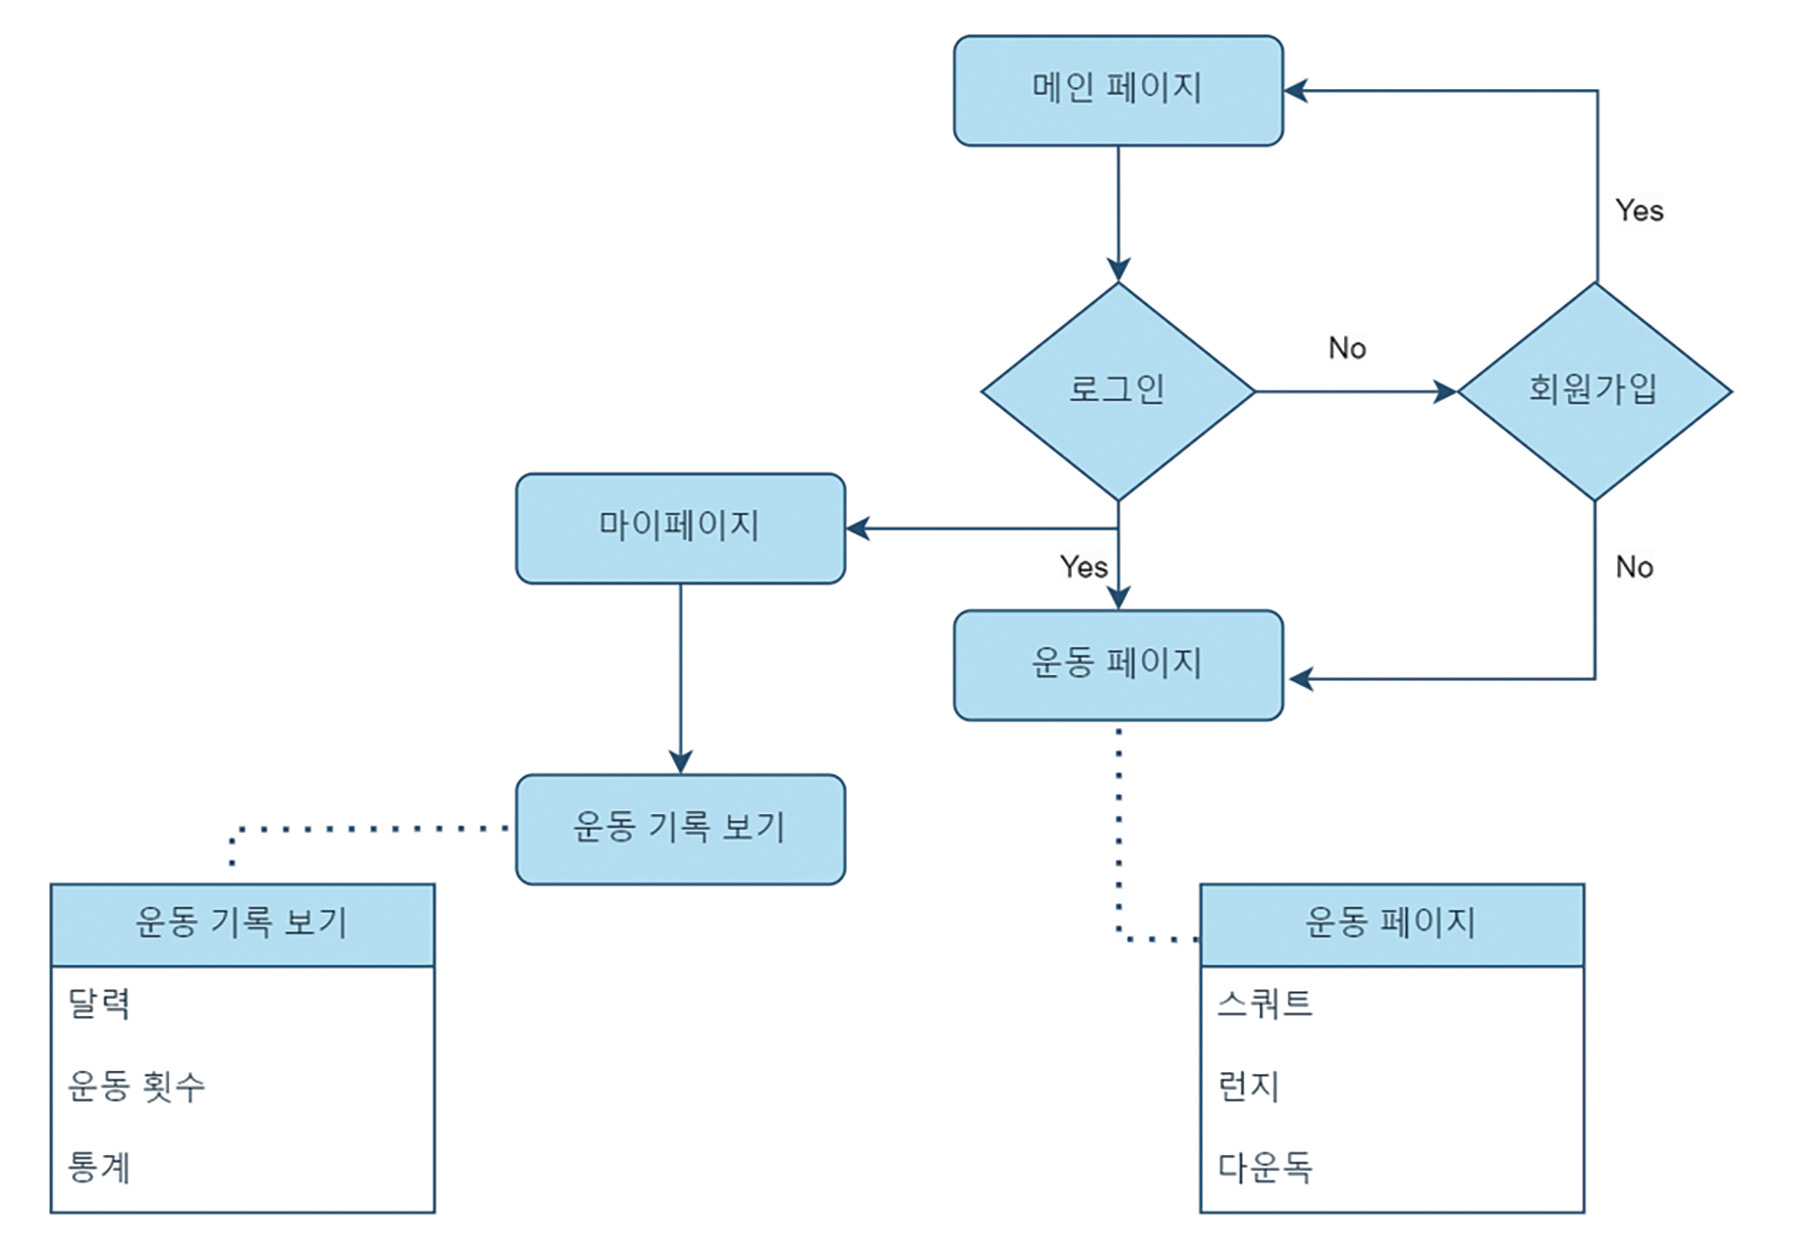 메인 페이지
Yes
No
로그인
회원가입
마이페이지
Yes
No
운동 페이지
운동 기록 보기
운동 기록 보기
달력
운동 횟수
통계
운동 페이지
스쿼트
런지
다운독